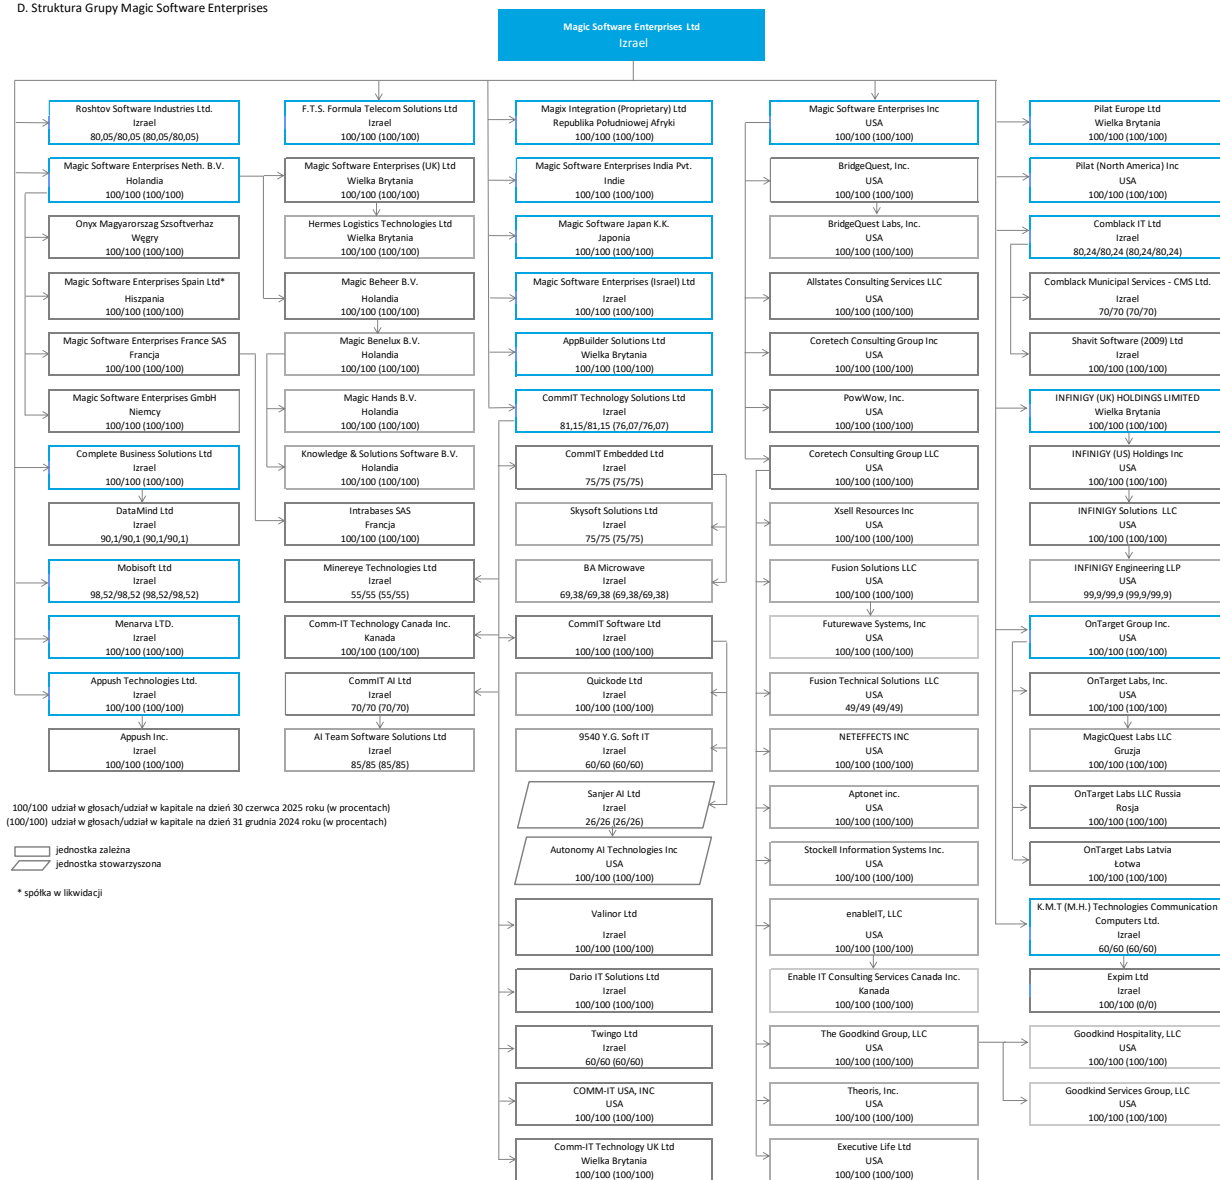 D. Struktura Grupy Magic Software Enterprises
Magic Software Enterprises Ltd
Izrael
Roshtov Software Industries Ltd.
Izrael
80,05/80,05 (80,05/80,05)
Magic Software Enterprises Neth. B.V.
Holandia
100/100 (100/100)
Onyx Magyarorszag Szsoftverhaz
Węgry
100/100 (100/100)
Magic Software Enterprises Spain Ltd*
Hiszpania
100/100 (100/100)
Magic Software Enterprises France SAS
Francja
100/100 (100/100)
Magic Software Enterprises GmbH
Niemcy
100/100 (100/100)
Complete Business Solutions Ltd
Izrael
100/100 (100/100)
DataMind Ltd
Izrael
90,1/90,1 (90,1/90,1)
Mobisoft Ltd
Izrael
98,52/98,52 (98,52/98,52)
Menarva LTD.
Izrael
100/100 (100/100)
Appush Technologies Ltd.
Izrael
100/100 (100/100)
Appush Inc.
Izrael
100/100 (100/100)
F.T.S. Formula Telecom Solutions Ltd
Izrael
100/100 (100/100)
Magic Software Enterprises (UK) Ltd
Wielka Brytania
100/100 (100/100)
Hermes Logistics Technologies Ltd
Wielka Brytania
100/100 (100/100)
Magic Beheer B.V.
Holandia
100/100 (100/100)
Magic Benelux B.V.
Holandia
100/100 (100/100)
Magic Hands B.V.
Holandia
100/100 (100/100)
Knowledge & Solutions Software B.V.
Holandia
100/100 (100/100)
Intrabases SAS
Francja
100/100 (100/100)
Minereye Technologies Ltd
Izrael
55/55 (55/55)
Comm-IT Technology Canada Inc.
Kanada
100/100 (100/100)
CommIT AI Ltd
Izrael
70/70 (70/70)
AI Team Software Solutions Ltd
Izrael
85/85 (85/85)
Magix Integration (Proprietary) Ltd
Republika Południowej Afryki
100/100 (100/100)
Magic Software Enterprises India Pvt.
Indie
100/100 (100/100)
Magic Software Japan K.K.
Japonia
100/100 (100/100)
Magic Software Enterprises (Israel) Ltd
Izrael
100/100 (100/100)
AppBuilder Solutions Ltd
Wielka Brytania
100/100 (100/100)
CommIT Technology Solutions Ltd
Izrael
81,15/81,15 (76,07/76,07)
CommIT Embedded Ltd
Izrael
75/75 (75/75)
Skysoft Solutions Ltd
Izrael
75/75 (75/75)
BA Microwave
Izrael
69,38/69,38 (69,38/69,38)
CommIT Software Ltd
Izrael
100/100 (100/100)
Quickode Ltd
Izrael
100/100 (100/100)
9540 Y.G. Soft IT
Izrael
60/60 (60/60)
Sanjer AI Ltd
Izrael
26/26 (26/26)
Autonomy AI Technologies Inc
USA
100/100 (100/100)
Valinor Ltd
Izrael
100/100 (100/100)
Dario IT Solutions Ltd
Izrael
100/100 (100/100)
Twingo Ltd
Izrael
60/60 (60/60)
COMM-IT USA, INC
USA
100/100 (100/100)
Comm-IT Technology UK Ltd
Wielka Brytania
100/100 (100/100)
Magic Software Enterprises Inc
USA
100/100 (100/100)
BridgeQuest, Inc.
USA
100/100 (100/100)
BridgeQuest Labs, Inc.
USA
100/100 (100/100)
Allstates Consulting Services LLC
USA
100/100 (100/100)
Coretech Consulting Group Inc
USA
100/100 (100/100)
PowWow, Inc.
USA
100/100 (100/100)
Coretech Consulting Group LLC
USA
100/100 (100/100)
Xsell Resources Inc
USA
100/100 (100/100)
Fusion Solutions LLC
USA
100/100 (100/100)
Futurewave Systems, Inc
USA
100/100 (100/100)
Fusion Technical Solutions LLC
USA
49/49 (49/49)
NETEFFECTS INC
USA
100/100 (100/100)
Aptonet inc.
USA
100/100 (100/100)
Stockell Information Systems Inc.
USA
100/100 (100/100)
enableIT, LLC
USA
100/100 (100/100)
Enable IT Consulting Services Canada Inc.
Kanada
100/100 (100/100)
The Goodkind Group, LLC
USA
100/100 (100/100)
Theoris, Inc.
USA
100/100 (100/100)
Executive Life Ltd
USA
100/100 (100/100)
Pilat Europe Ltd
Wielka Brytania
100/100 (100/100)
Pilat (North America) Inc
USA
100/100 (100/100)
Comblack IT Ltd
Izrael
80,24/80,24 (80,24/80,24)
Comblack Municipal Services - CMS Ltd.
Izrael
70/70 (70/70)
Shavit Software (2009) Ltd
Izrael
100/100 (100/100)
INFINIGY (UK) HOLDINGS LIMITED
Wielka Brytania
100/100 (100/100)
INFINIGY (US) Holdings Inc
USA
100/100 (100/100)
INFINIGY Solutions LLC
USA
100/100 (100/100)
INFINIGY Engineering LLP
USA
99,9/99,9 (99,9/99,9)
OnTarget Group Inc.
USA
100/100 (100/100)
OnTarget Labs, Inc.
USA
100/100 (100/100)
MagicQuest Labs LLC
Gruzja
100/100 (100/100)
OnTarget Labs LLC Russia
Rosja
100/100 (100/100)
OnTarget Labs Latvia
Łotwa
100/100 (100/100)
K.M.T (M.H.) Technologies Communication
Computers Ltd.
Izrael
60/60 (60/60)
Expim Ltd
Izrael
100/100 (0/0)
Goodkind Hospitality, LLC
USA
100/100 (100/100)
Goodkind Services Group, LLC
USA
100/100 (100/100)
100/100 udział w głosach/udział w kapitale na dzień 30 czerwca 2025 roku (w procentach)
(100/100) udział w głosach/udział w kapitale na dzień 31 grudnia 2024 roku (w procentach)
jednostka zależna
jednostka stowarzyszona
* spółka w likwidacji